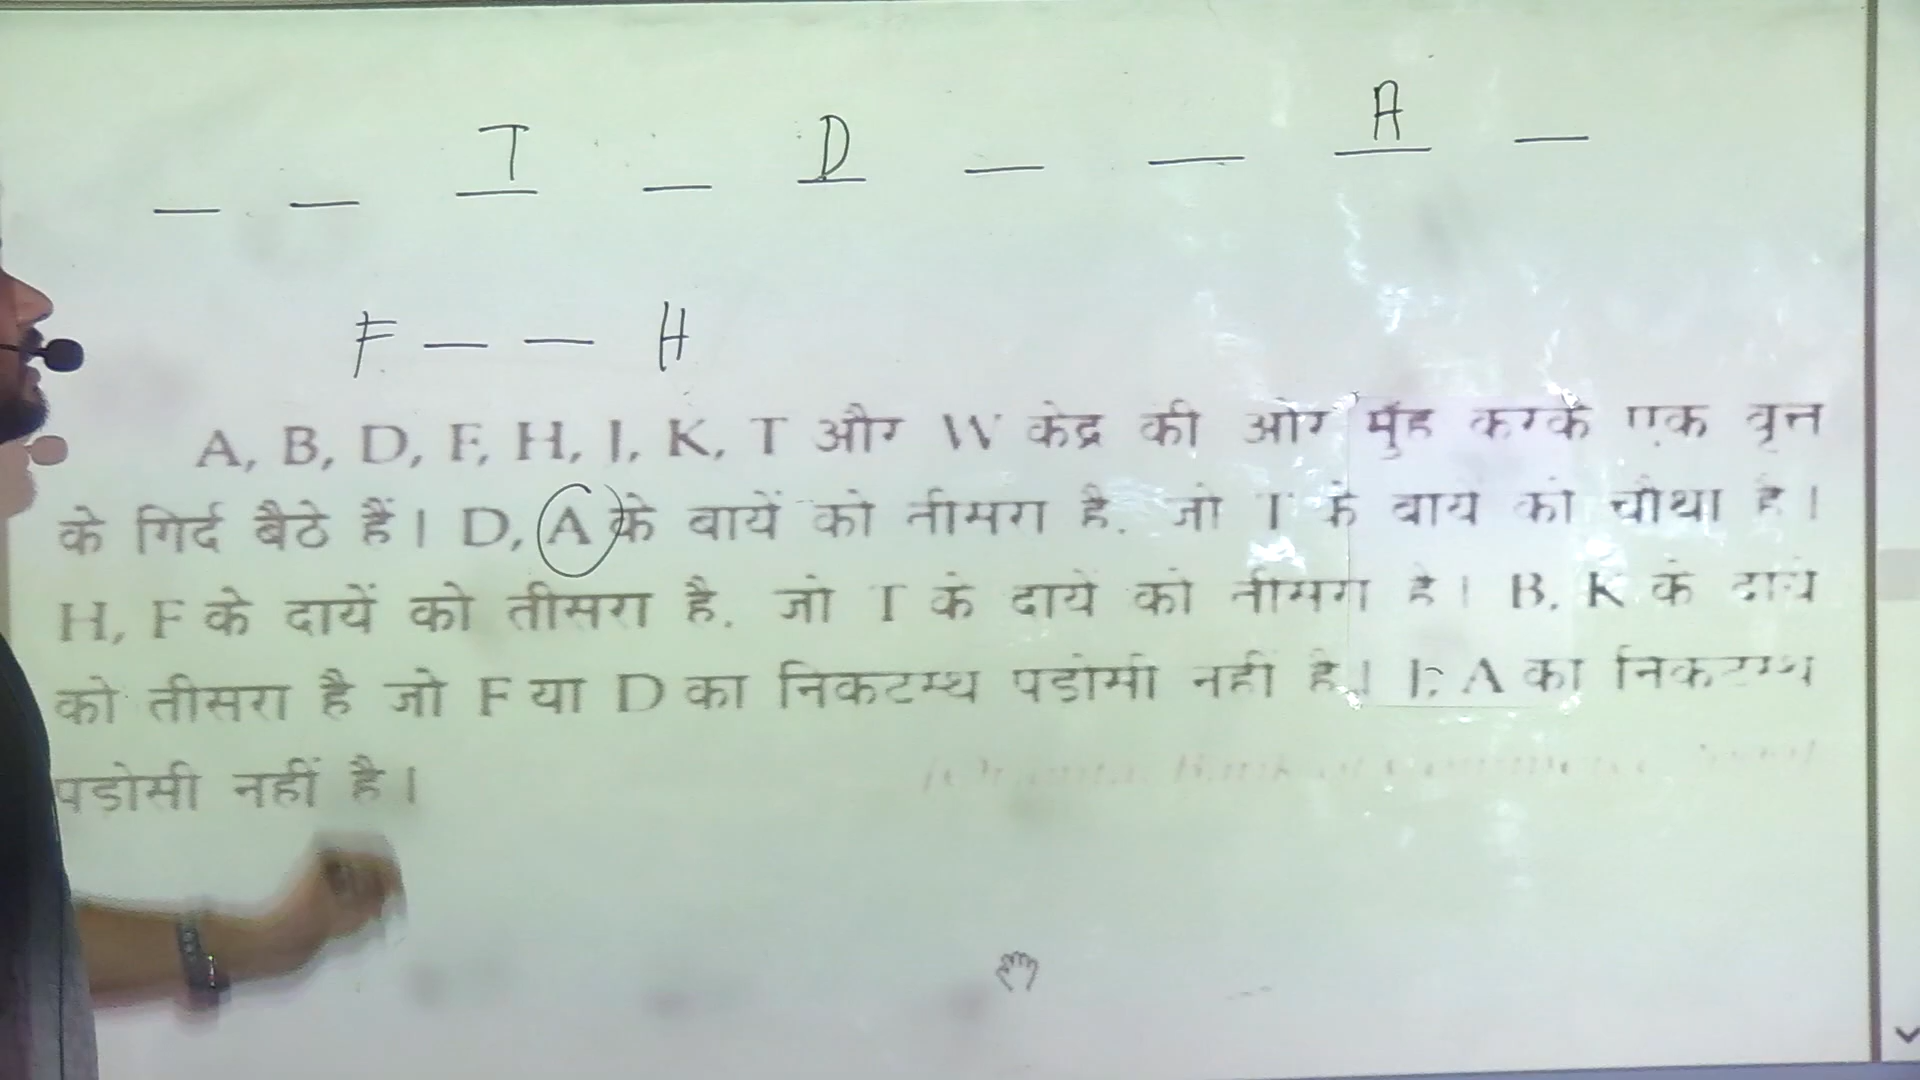 T D A
F H
A, B, D, F, H, J, K, T और W केंद्र की ओर मुँह करके एक वृत्त
के गिर्द बैठे हैं। D, A के बायें को तीसरा है. जो के बायें को चौथा है।
H, F के दायें को तीसरा है. जो के दायें को तीसरा है। B, K के दायें
को तीसरा है जो F या D का निकटस्थ पड़ोसी नहीं है। A का निकटस्थ
पड़ोसी नहीं है।